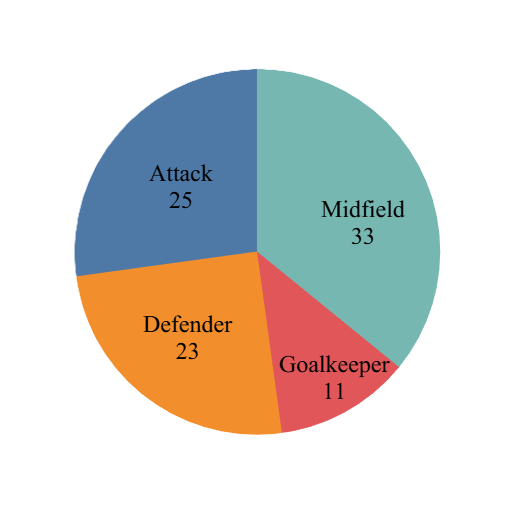 Attack
25
Midfield
33
Defender
23
Goalkeeper
11